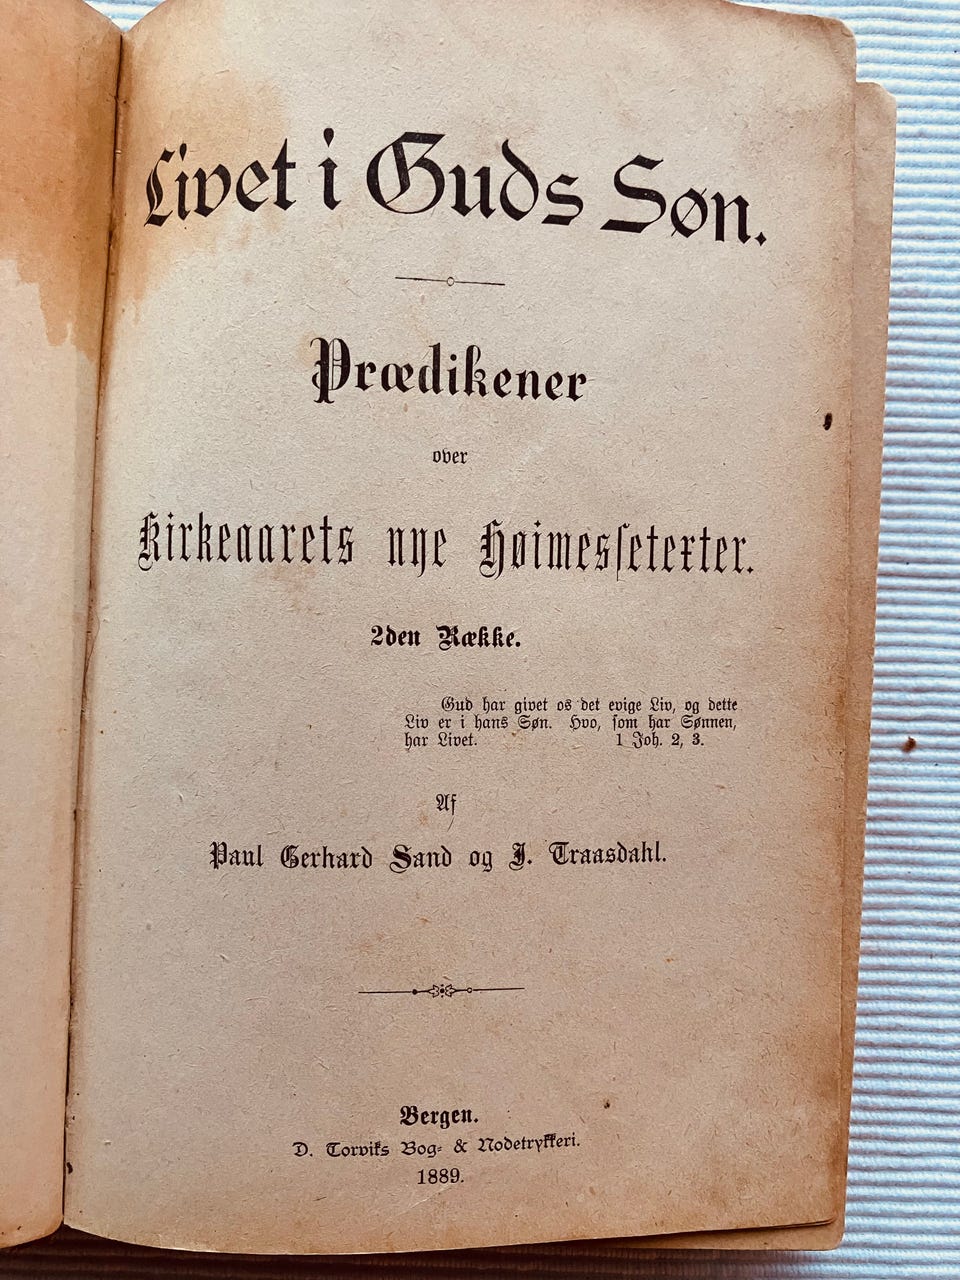 Livet i Guds Søn.
Prædikener
over
Kirkeaarets nye Høimessetexter.
2den Række.
Gud har givet os det evige Liv, og dette
Liv er i hans Søn. Hvo, som har Sønnen,
har Livet. 1 Joh. 2, 3.
Af
Paul Gerhard Sand og J. Traasdahl.
Bergen.
D. Torviks Bog- & Nodetrykkeri.
1889.